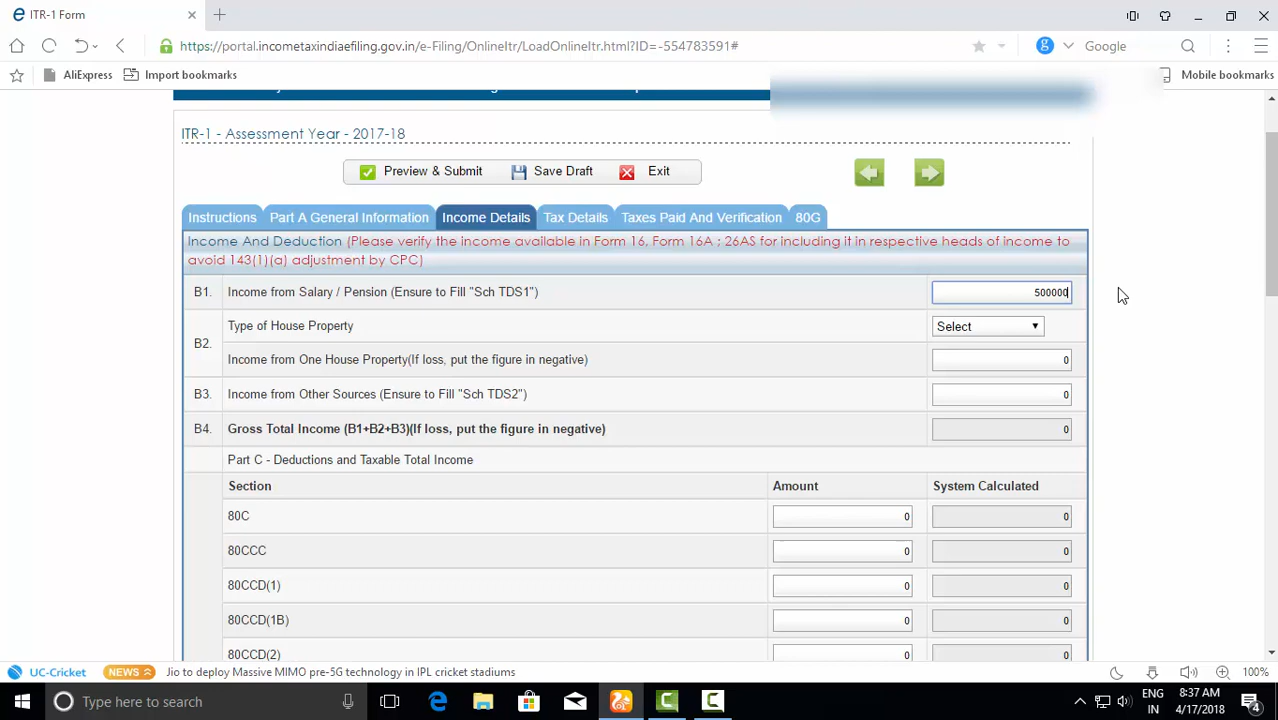 ITR-1 Form
https://portal.incometaxindiaefiling.gov.in/e-Filing/OnlineItr/LoadOnlineItr.html?ID=-554783591#
Google
AliExpress
Import bookmarks
Mobile bookmarks
ITR-1 - Assessment Year - 2017-18
Preview & Submit
Save Draft
Exit
Instructions
Part A General Information
Income Details
Tax Details
Taxes Paid And Verification
80G
Income And Deduction (Please verify the income available in Form 16, Form 16A ; 26AS for including it in respective heads of income to
avoid 143(1)(a) adjustment by CPC)
B1. Income from Salary / Pension (Ensure to Fill "Sch TDS1") 500000
B2.
Type of House Property Select
Income from One House Property(If loss, put the figure in negative) 0
B3. Income from Other Sources (Ensure to Fill "Sch TDS2") 0
B4. Gross Total Income (B1+B2+B3)(If loss, put the figure in negative) 0
Part C - Deductions and Taxable Total Income
Section Amount System Calculated
80C 0 0
80CCC 0 0
80CCD(1) 0 0
80CCD(1B) 0 0
80CCD(2) 0 0
UC-Cricket
NEWS
Jio to deploy Massive MIMO pre-5G technology in IPL cricket stadiums
100%
Type here to search
ENG
IN
8:37 AM
4/17/2018
4